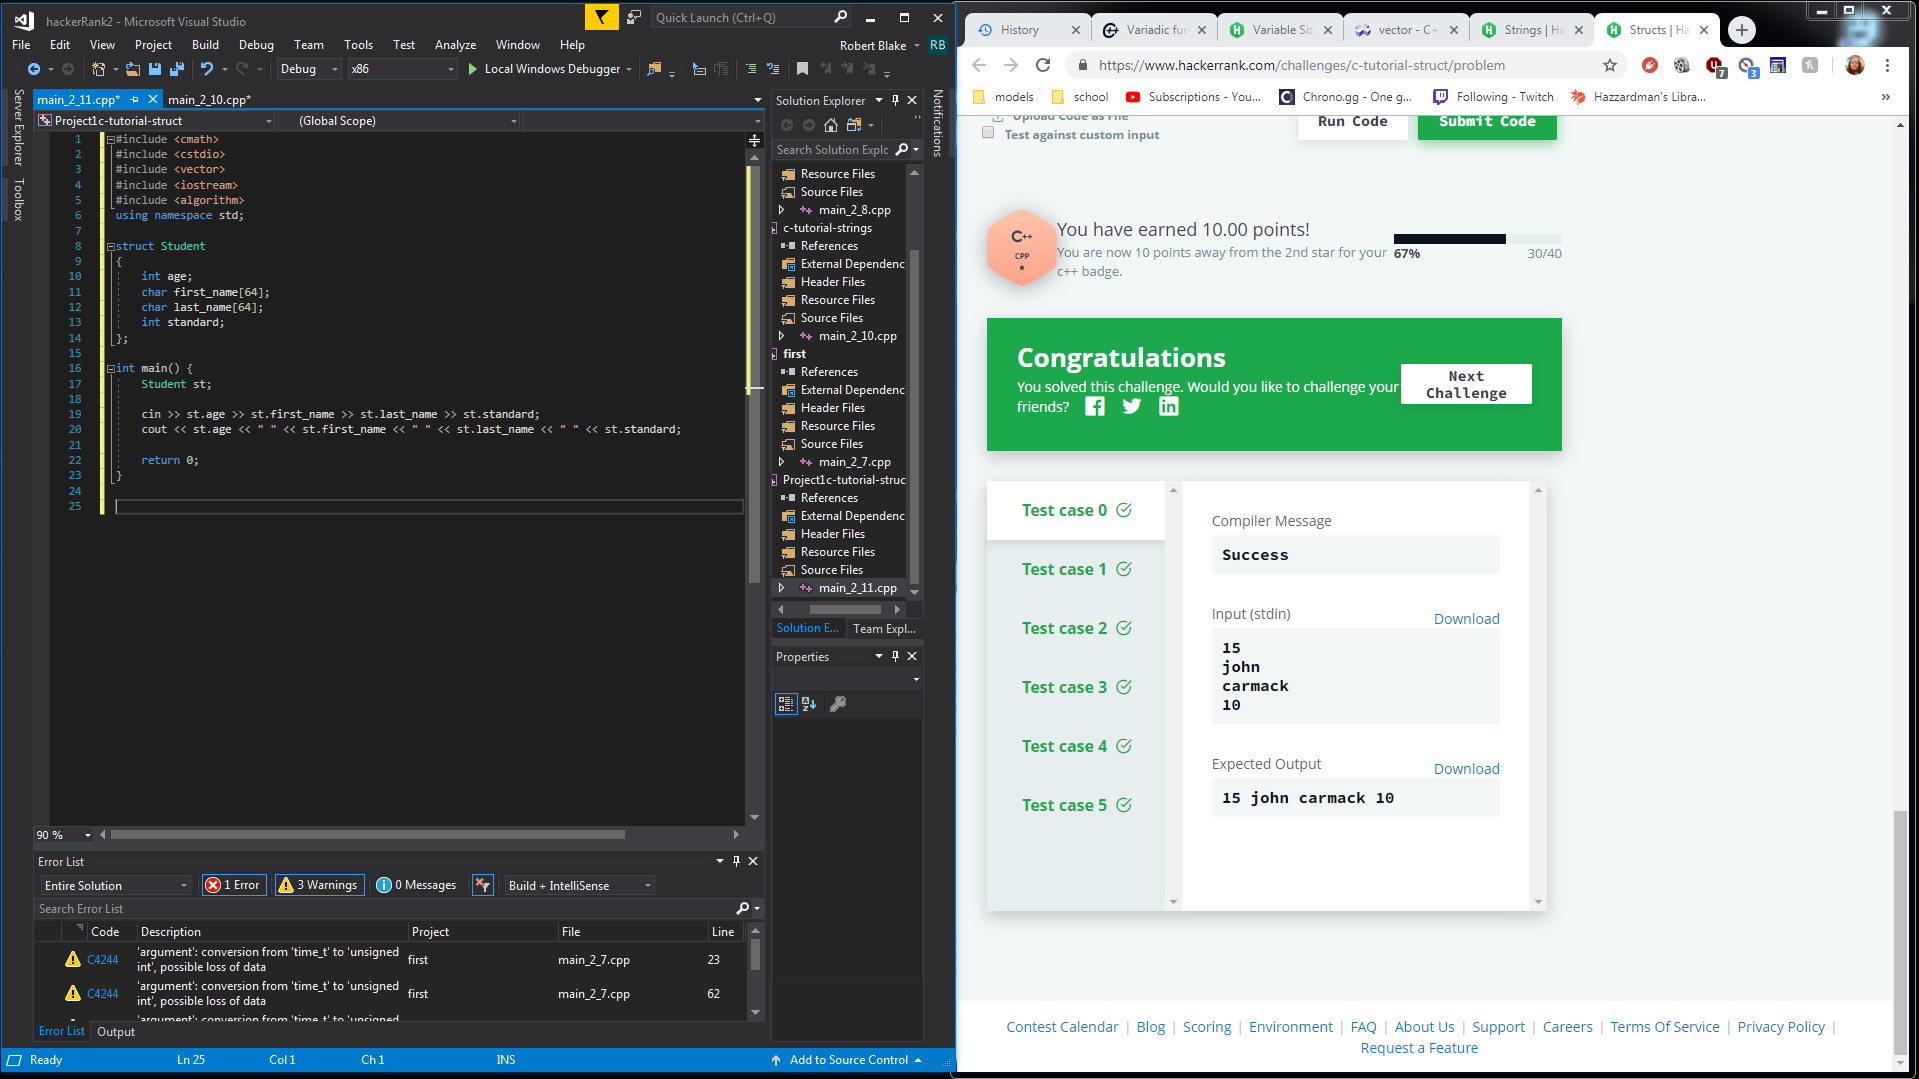 hackerRank2 - Microsoft Visual Studio
Quick Launch (Ctrl+Q)
File Edit View Project Build Debug Team Tools Test Analyze Window Help
Robert Blake RB
Debug x86 Local Windows Debugger
Server Explorer
Toolbox
main_2_11.cpp* main_2_10.cpp*
Project1c-tutorial-struct (Global Scope)
1 #include <cmath>
2 #include <cstdio>
3 #include <vector>
4 #include <iostream>
5 #include <algorithm>
6 using namespace std;
7
8 struct Student
9 {
10 int age;
11 char first_name[64];
12 char last_name[64];
13 int standard;
14 };
15
16 int main() {
17 Student st;
18
19 cin >> st.age >> st.first_name >> st.last_name >> st.standard;
20 cout << st.age << " " << st.first_name << " " << st.last_name << " " << st.standard;
21
22 return 0;
23 }
24
25
90 %
Solution Explorer
Search Solution Explc
Resource Files
Source Files
main_2_8.cpp
c-tutorial-strings
References
External Dependenc
Header Files
Resource Files
Source Files
main_2_10.cpp
first
References
External Dependenc
Header Files
Resource Files
Source Files
main_2_7.cpp
Project1c-tutorial-struc
References
External Dependenc
Header Files
Resource Files
Source Files
main_2_11.cpp
Solution E... Team Expl...
Properties
Notifications
Error List
Entire Solution 1 Error 3 Warnings 0 Messages Build + IntelliSense
Search Error List
Code Description Project File Line
C4244 'argument': conversion from 'time_t' to 'unsigned int', possible loss of data first main_2_7.cpp 23
C4244 'argument': conversion from 'time_t' to 'unsigned int', possible loss of data first main_2_7.cpp 62
'argument': conversion from 'time_t' to 'unsigned
Error List Output
Ready Ln 25 Col 1 Ch 1 INS Add to Source Control
History Variadic fur Variable Siz vector - C+ Strings | Ha Structs | Ha
https://www.hackerrank.com/challenges/c-tutorial-struct/problem
7 3
models school Subscriptions - You... Chrono.gg - One g... Following - Twitch Hazzardman's Libra... »
Upload Code as File
Test against custom input
Run Code Submit Code
C++
CPP
You have earned 10.00 points!
You are now 10 points away from the 2nd star for your
c++ badge.
67% 30/40
Congratulations
You solved this challenge. Would you like to challenge your
friends?
Next
Challenge
Test case 0
Test case 1
Test case 2
Test case 3
Test case 4
Test case 5
Compiler Message
Success
Input (stdin) Download
15
john
carmack
10
Expected Output Download
15 john carmack 10
Contest Calendar | Blog | Scoring | Environment | FAQ | About Us | Support | Careers | Terms Of Service | Privacy Policy |
Request a Feature